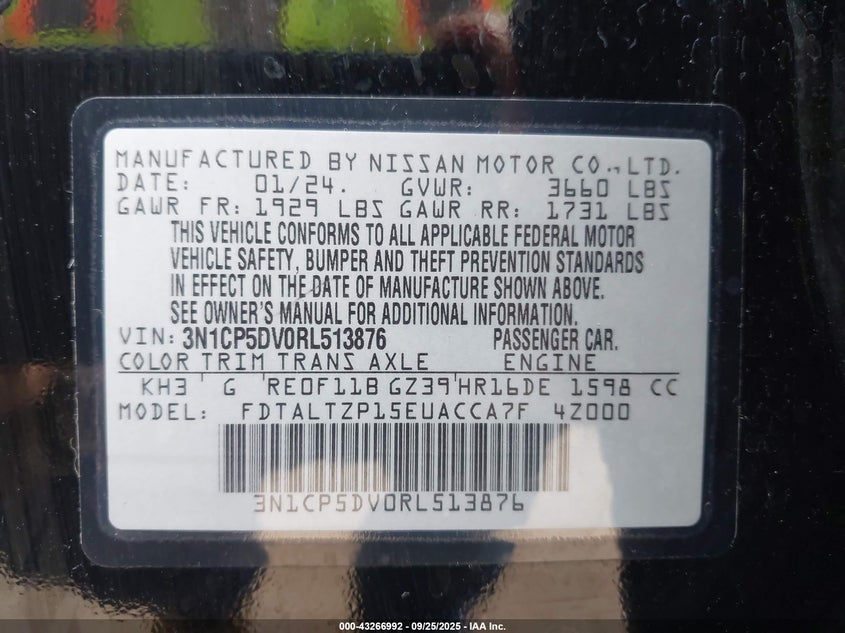 MANUFACTURED BY NISSAN MOTOR CO., LTD.
DATE: 01/24. GVWR: 3660 LBS
GAWR FR: 1929 LBS GAWR RR: 1731 LBS
THIS VEHICLE CONFORMS TO ALL APPLICABLE FEDERAL MOTOR
VEHICLE SAFETY, BUMPER AND THEFT PREVENTION STANDARDS
IN EFFECT ON THE DATE OF MANUFACTURE SHOWN ABOVE.
SEE OWNER'S MANUAL FOR ADDITIONAL INFORMATION.
VIN: 3N1CP5DV0RL513876 PASSENGER CAR.
COLOR TRIM TRANS AXLE ENGINE
KH3 G RE0F11B GZ39 HR16DE 1598 CC
MODEL: FDTALTZP15EUACCA7F 4Z000
3N1CP5DV0RL513876
000-43266992 - 09/25/2025 - IAA Inc.